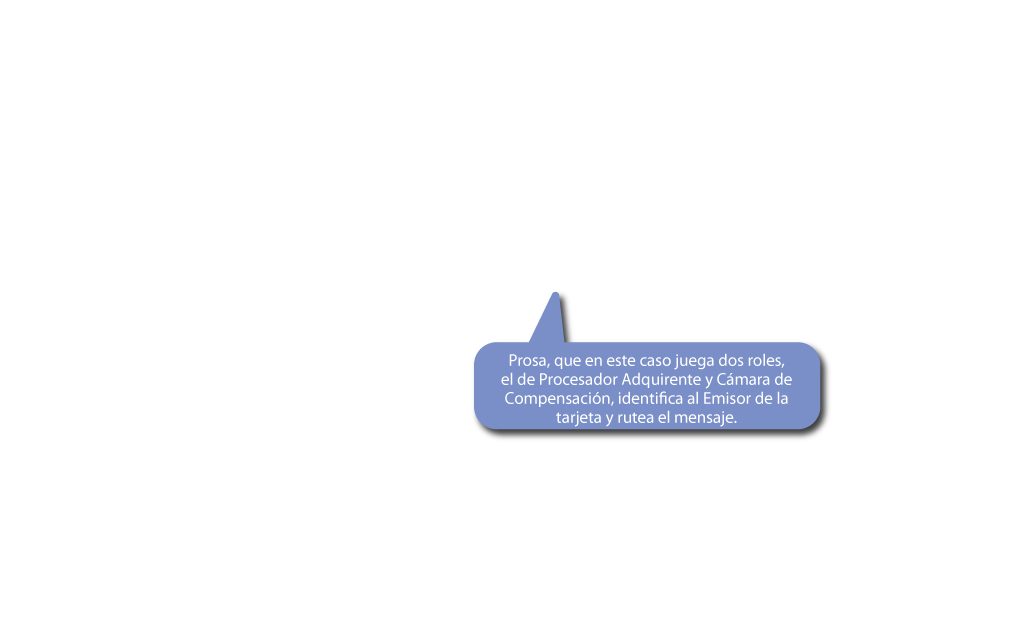 Prosa, que en este caso juega dos roles,
el de Procesador Adquirente y Cámara de
Compensación, identifica al Emisor de la
tarjeta y rutea el mensaje.